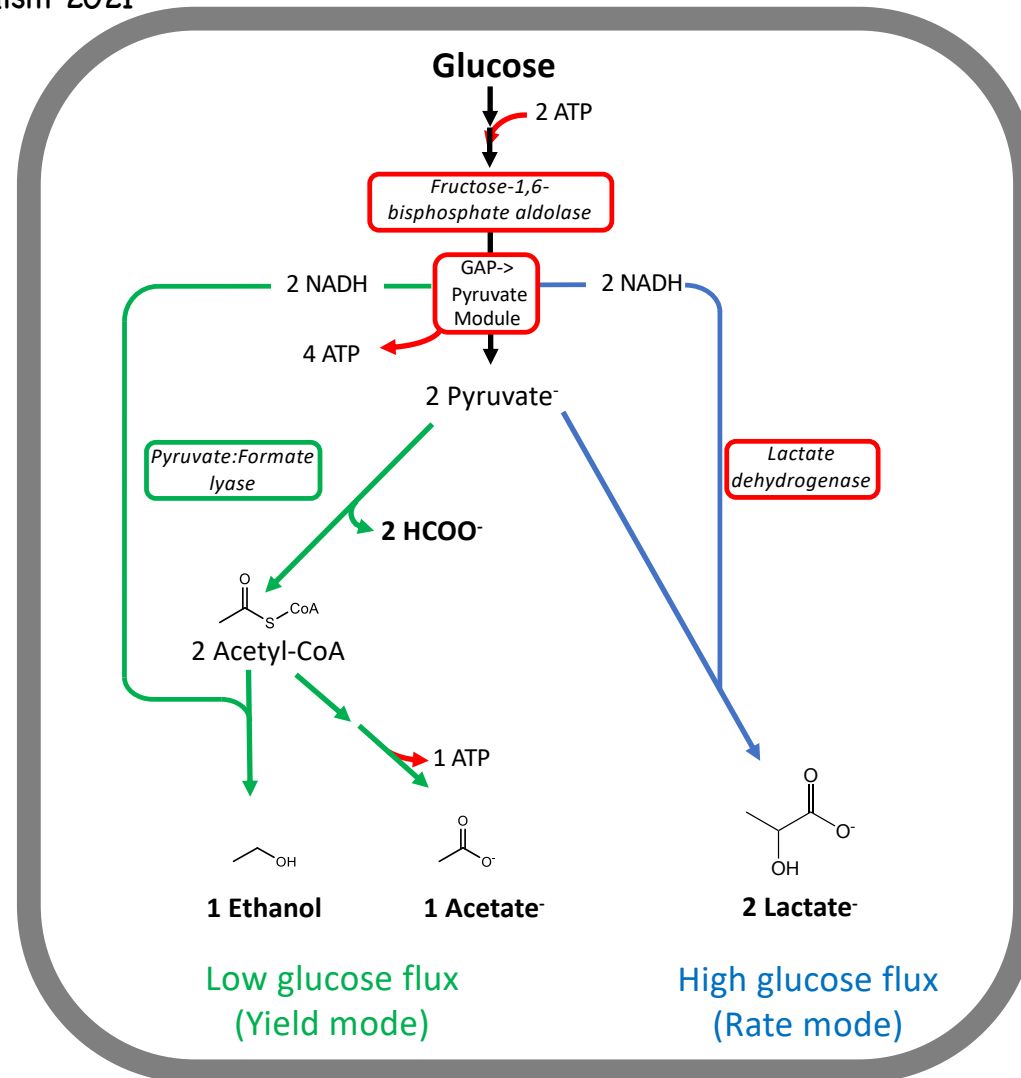 2021
Glucose
2 ATP
Fructose-1,6-
bisphosphate aldolase
2 NADH
GAP->
Pyruvate
Module
2 NADH
4 ATP
2 Pyruvate⁻
Pyruvate:Formate
lyase
Lactate
dehydrogenase
2 HCOO⁻
O
S
CoA
2 Acetyl-CoA
1 ATP
OH
O
O⁻
O
O⁻
OH
1 Ethanol
1 Acetate⁻
2 Lactate⁻
Low glucose flux
(Yield mode)
High glucose flux
(Rate mode)